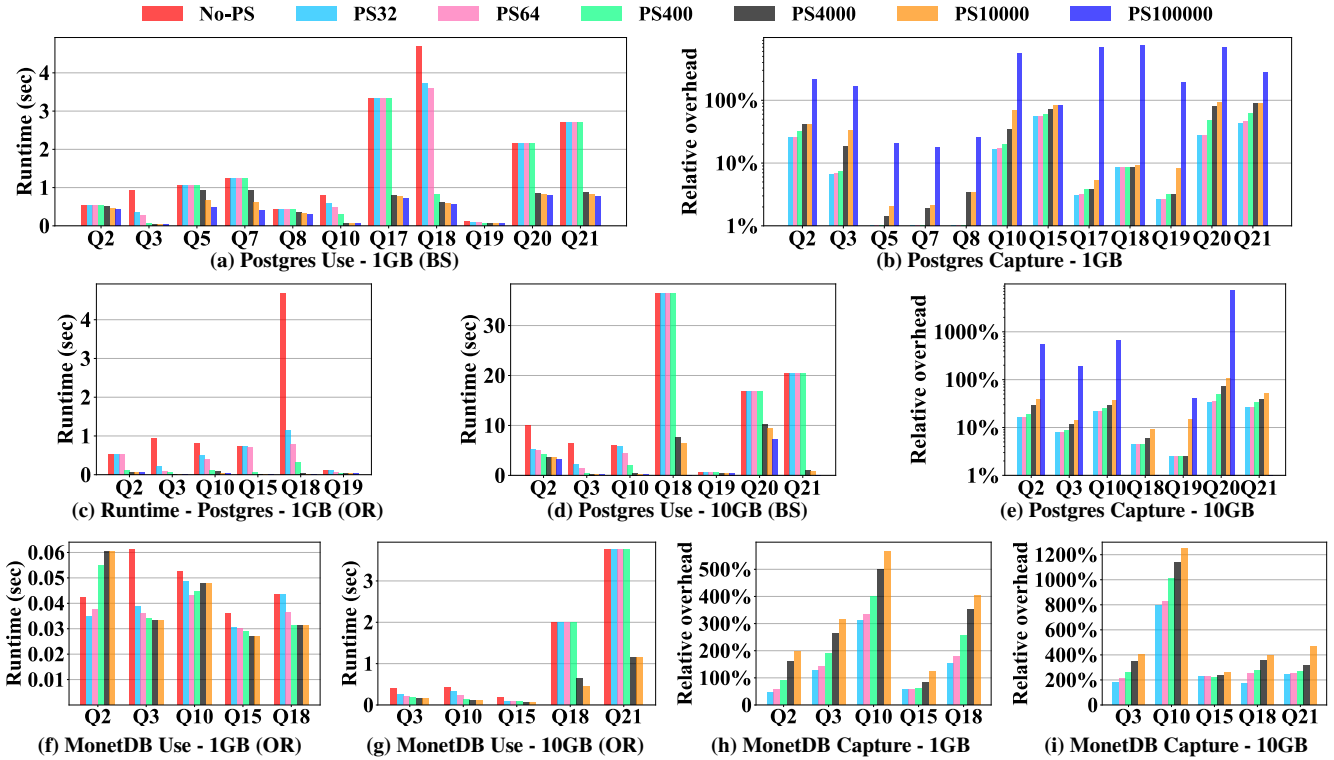 No-PS PS32 PS64 PS400 PS4000 PS10000 PS100000
Runtime (sec)
4
3
2
1
0
Q2 Q3 Q5 Q7 Q8 Q10 Q17 Q18 Q19 Q20 Q21
(a) Postgres Use - 1GB (BS)
Relative overhead
100%
10%
1%
Q2 Q3 Q5 Q7 Q8 Q10 Q15 Q17 Q18 Q19 Q20 Q21
(b) Postgres Capture - 1GB
Runtime (sec)
4
3
2
1
0
Q2 Q3 Q10 Q15 Q18 Q19
(c) Runtime - Postgres - 1GB (OR)
Runtime (sec)
30
20
10
0
Q2 Q3 Q10 Q18 Q19 Q20 Q21
(d) Postgres Use - 10GB (BS)
Relative overhead
1000%
100%
10%
1%
Q2 Q3 Q10 Q18 Q19 Q20 Q21
(e) Postgres Capture - 10GB
Runtime (sec)
0.06
0.05
0.04
0.03
0.02
0.01
Q2 Q3 Q10 Q15 Q18
(f) MonetDB Use - 1GB (OR)
Runtime (sec)
3
2
1
0
Q3 Q10 Q15 Q18 Q21
(g) MonetDB Use - 10GB (OR)
Relative overhead
500%
400%
300%
200%
100%
0%
Q2 Q3 Q10 Q15 Q18
(h) MonetDB Capture - 1GB
Relative overhead
1200%
1000%
800%
600%
400%
200%
0%
Q3 Q10 Q15 Q18 Q21
(i) MonetDB Capture - 10GB